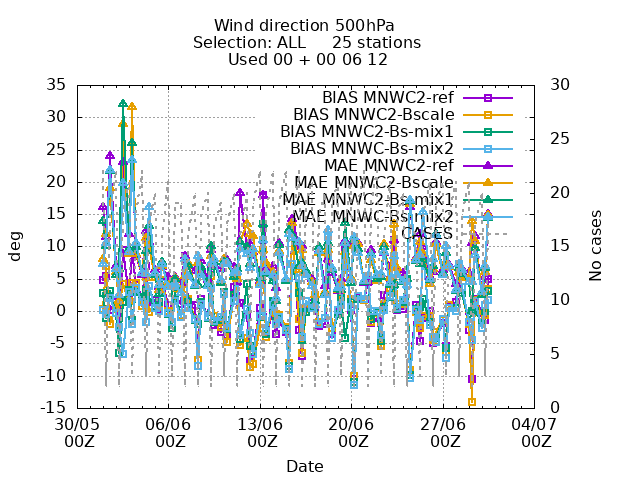 Wind direction 500hPa
Selection: ALL     25 stations
Used 00 + 00 06 12
BIAS MNWC2-ref
BIAS MNWC2-Bscale
BIAS MNWC2-Bs-mix1
BIAS MNWC-Bs-mix2
MAE MNWC2-ref
MAE MNWC2-Bscale
MAE MNWC2-Bs-mix1
MAE MNWC-Bs-mix2
CASES
35
30
25
20
15
10
5
0
-5
-10
-15
deg
30
25
20
15
10
5
0
No cases
30/05 06/06 13/06 20/06 27/06 04/07
00Z 00Z 00Z 00Z 00Z 00Z
Date